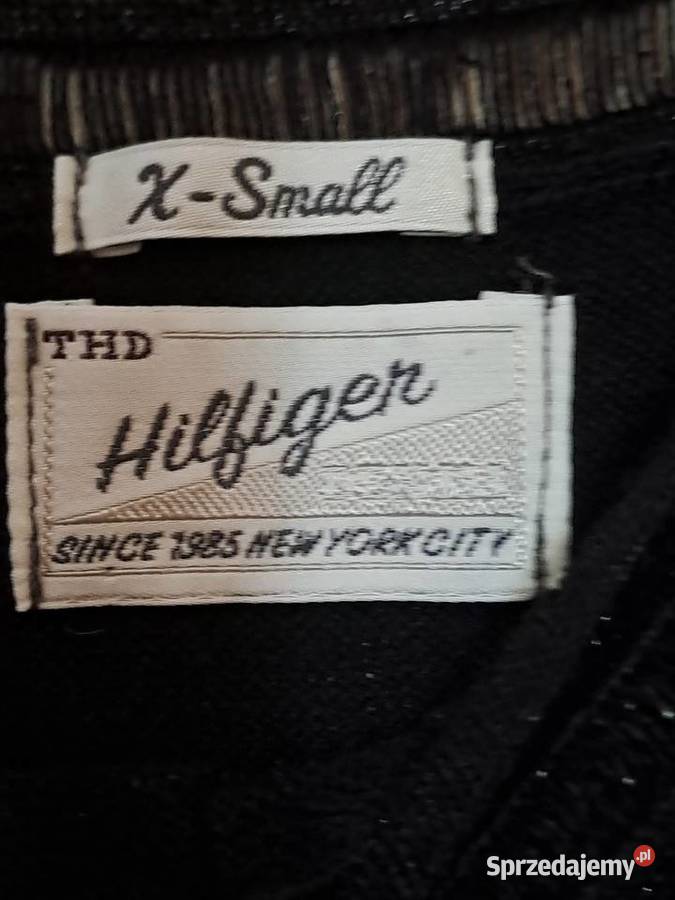 X-Small
THD
Hilfiger
SINCE 1985 NEW YORK CITY
Sprzedajemy.pl